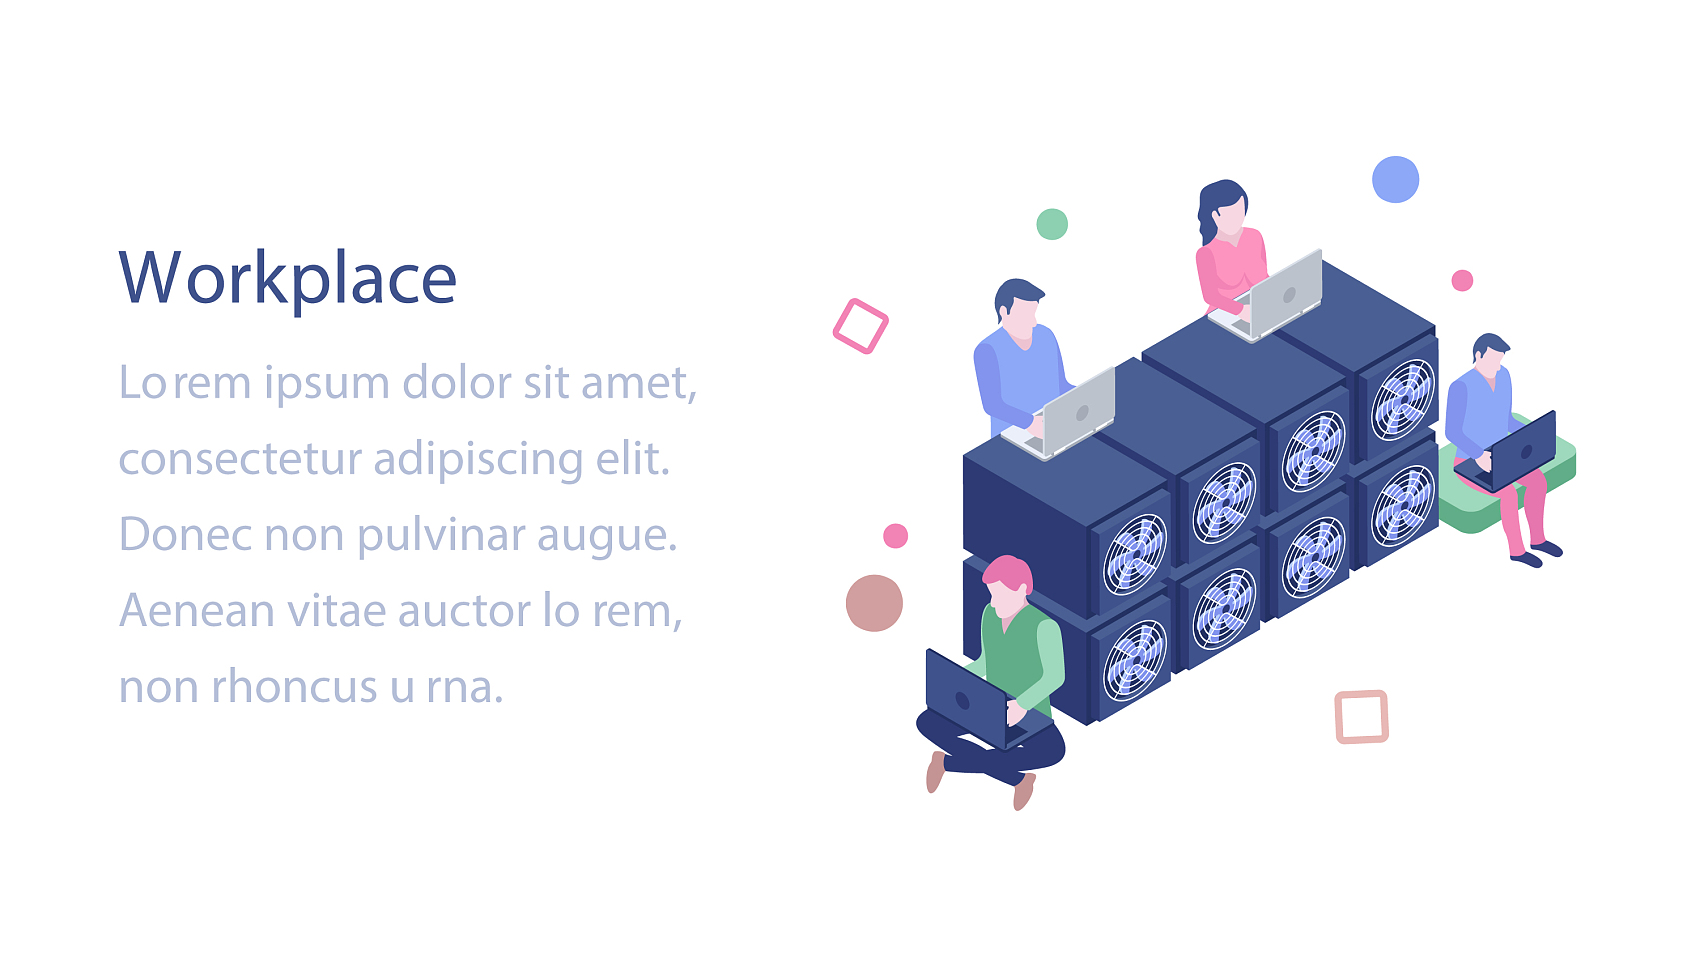 Workplace
Lorem ipsum dolor sit amet,
consectetur adipiscing elit.
Donec non pulvinar augue.
Aenean vitae auctor lo rem,
non rhoncus u rna.